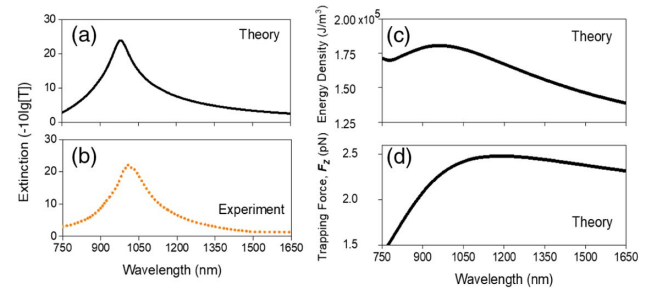 (a)
Theory
30
20
10
0
(b)
Experiment
30
20
10
0
750 900 1050 1200 1350 1500 1650
Wavelength (nm)
Extinction (-10lg[T])
(c)
Theory
2.00 x10⁵
1.75
1.50
1.25
Energy Density (J/m³)
(d)
Theory
2.5
2.0
1.5
Trapping Force, Fz (pN)
750 900 1050 1200 1350 1500 1650
Wavelength (nm)